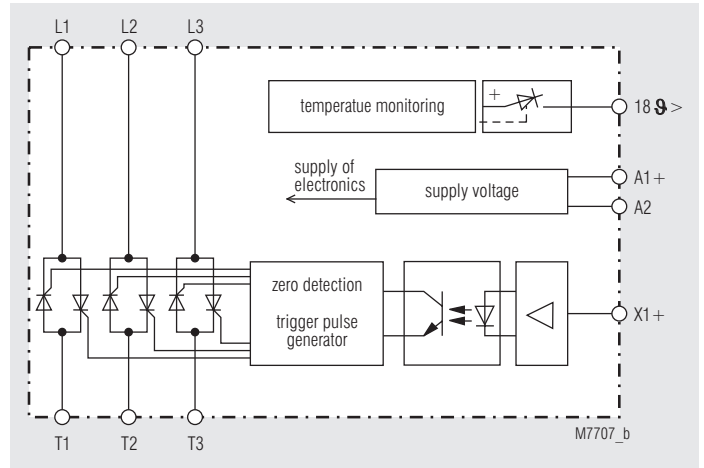 L1 L2 L3
temperatue monitoring
+
18 ϑ >
supply of
electronics
supply voltage
A1+
A2
zero detection
trigger pulse
generator
X1+
T1 T2 T3
M7707_b